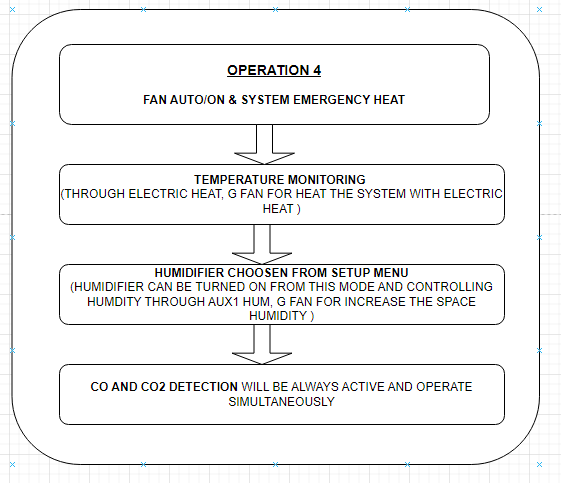 OPERATION 4
FAN AUTO/ON & SYSTEM EMERGENCY HEAT
TEMPERATURE MONITORING
(THROUGH ELECTRIC HEAT, G FAN FOR HEAT THE SYSTEM WITH ELECTRIC
HEAT )
HUMIDIFIER CHOOSEN FROM SETUP MENU
(HUMIDIFIER CAN BE TURNED ON FROM THIS MODE AND CONTROLLING
HUMDITY THROUGH AUX1 HUM, G FAN FOR INCREASE THE SPACE
HUMIDITY )
CO AND CO2 DETECTION WILL BE ALWAYS ACTIVE AND OPERATE
SIMULTANEOUSLY